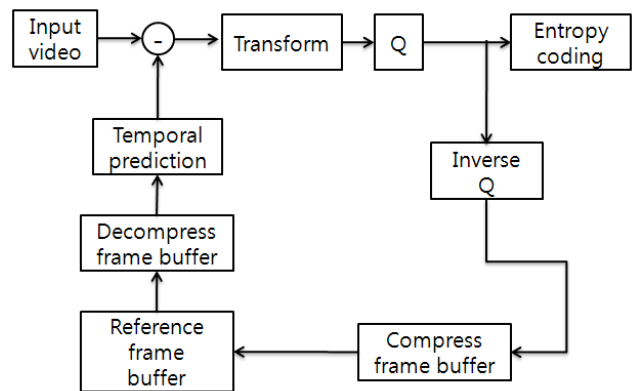 Input
video
-
Transform
Q
Entropy
coding
Temporal
prediction
Inverse
Q
Decompress
frame buffer
Reference
frame
buffer
Compress
frame buffer